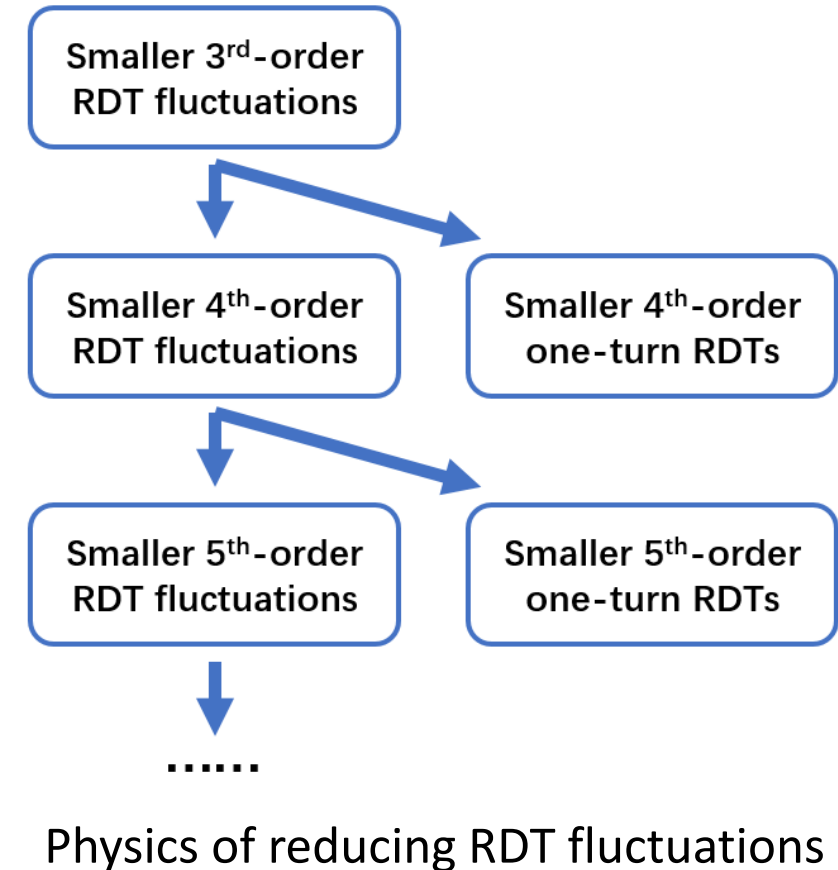 Smaller 3rd-order
RDT fluctuations
Smaller 4th-order
RDT fluctuations
Smaller 4th-order
one-turn RDTs
Smaller 5th-order
RDT fluctuations
Smaller 5th-order
one-turn RDTs
......
Physics of reducing RDT fluctuations